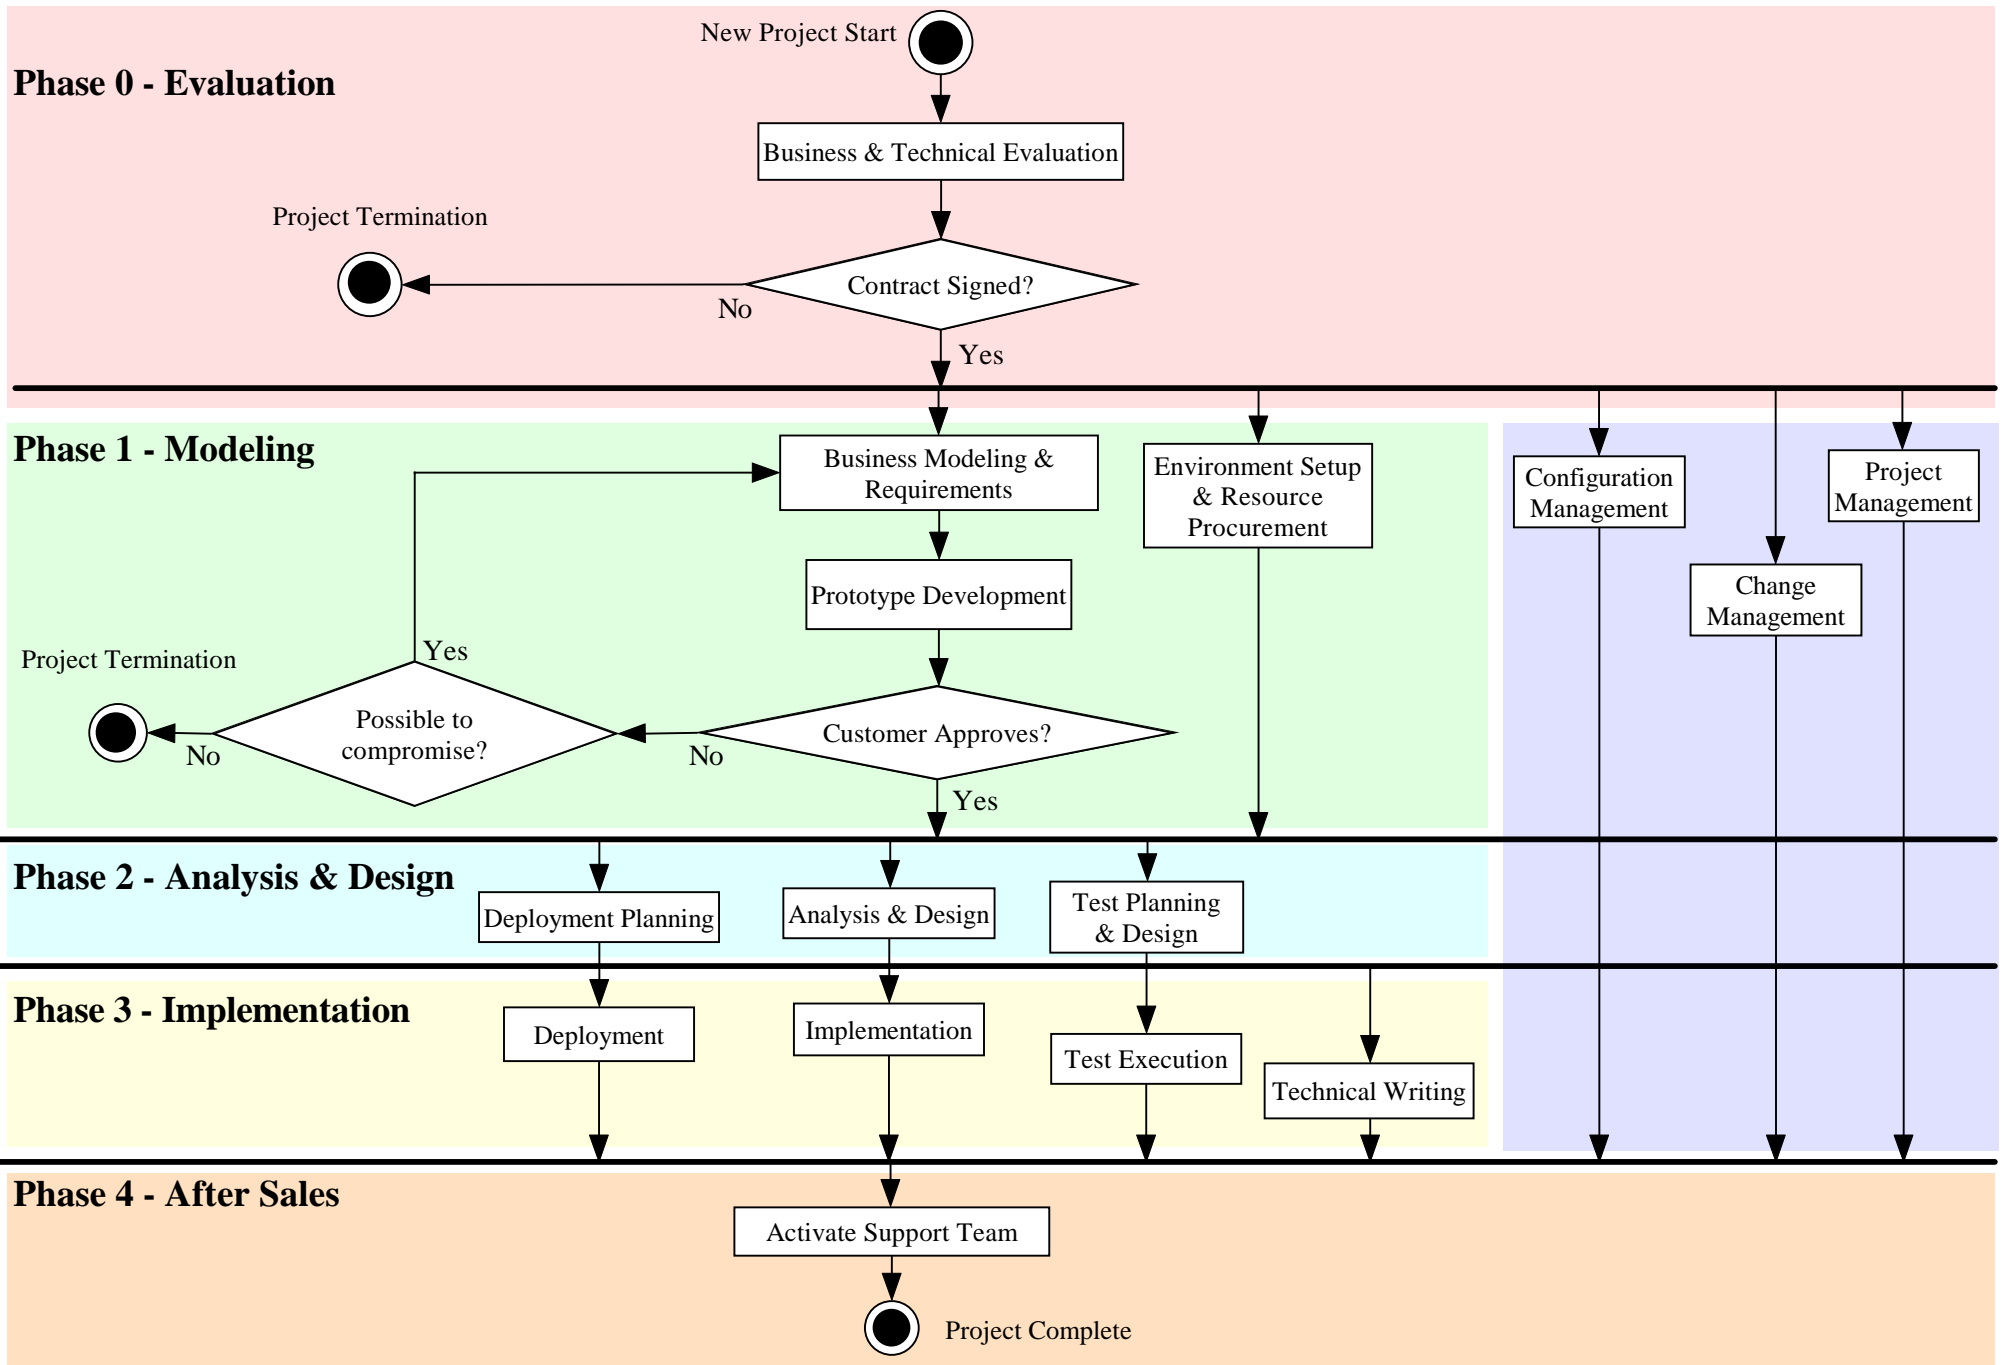 New Project Start
Phase 0 - Evaluation
Business & Technical Evaluation
Project Termination
Contract Signed?
No
Yes
Phase 1 - Modeling
Business Modeling &
Requirements
Environment Setup
& Resource
Procurement
Configuration
Management
Project
Management
Prototype Development
Change
Management
Project Termination
Yes
Possible to
compromise?
No
Customer Approves?
No
Yes
Phase 2 - Analysis & Design
Deployment Planning
Analysis & Design
Test Planning
& Design
Phase 3 - Implementation
Deployment
Implementation
Test Execution
Technical Writing
Phase 4 - After Sales
Activate Support Team
Project Complete